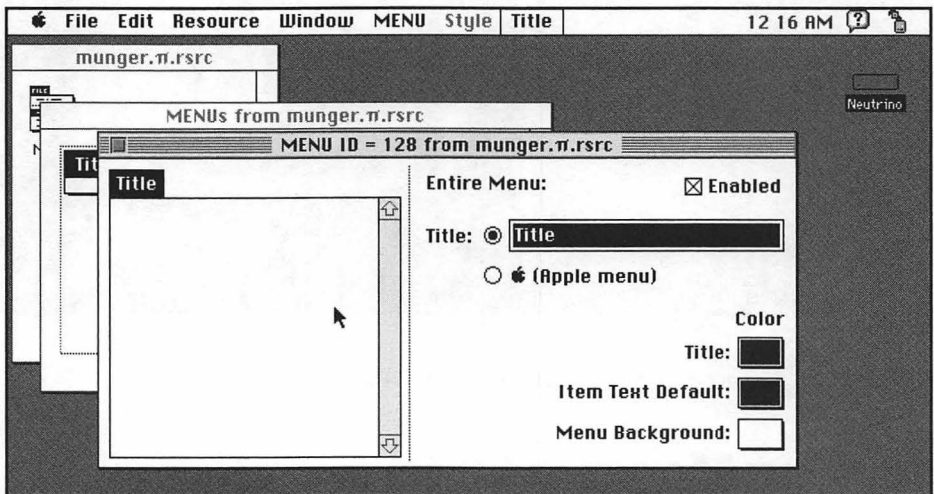 File Edit Resource Window MENU Style Title 12 16 AM
munger.π.rsrc
Neutrino
MENUs from munger.π.rsrc
MENU ID = 128 from munger.π.rsrc
Title
Entire Menu:
Enabled
Title: Title
(Apple menu)
Color
Title:
Item Text Default:
Menu Background: